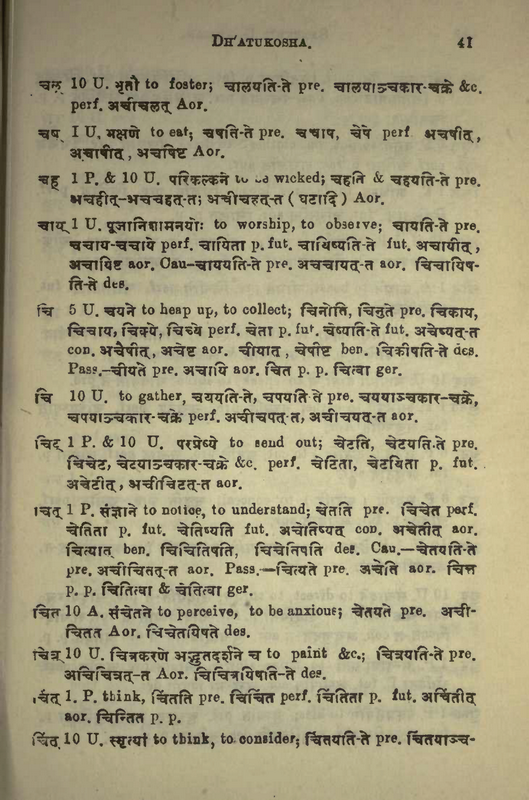 DH'ATUKOSHA. 41
चल् 10 U. भृतौ to foster; चालयति-ते pre. चालयाञ्चकार-चक्रे &c.
perf. अचीचलत् Aor.
चष् 1 U. भक्षणे to eat; चषति-ते pre. चचाष, चेषे perf अचषीत्,
अचाषीत्, अचषिष्ट Aor.
चह् 1 P. & 10 U. परिकल्कने to be wicked; चहति & चहयति-ते pre.
अचहीत्-अचचहत्-त; अचीचहत्-त (घटादि) Aor.
चाय् 1 U. पूजानिशामनयोः to worship, to observe; चायति-ते pre.
चचाय-चचाये perf. चायिता p. fut. चायिष्यति-ते fut. अचायीत्,
अचायिष्ट aor. Cau-चाययति-ते pre. अचचायत्-त aor. चिचायिष-
ति-ते des.
चि 5 U. चयने to heap up, to collect; चिनोति, चिनुते pre. चिकाय,
चिचाय, चिक्ये, चिच्ये perf. चेता p. fut. चेष्यति-ते fut. अचेष्यत्-त
con. अचैषीत्, अचेष्ट aor. चीयात्, चेषीष्ट ben. चिकीषति-ते des.
Pass.-चीयते pre. अचायि aor. चित p. p. चित्वा ger.
चि 10 U. to gather, चययति-ते, चपयति ते pre. चययाञ्चकार-चक्रे,
चपयाञ्चकार-चक्रे perf. अचीचपत्-त, अचीचयत्-त aor.
चिट् 1 P. & 10 U. परप्रेष्ये to send out; चेटति, चेटयति-ते pre.
चिचेट, चेटयाञ्चकार-चक्रे &c. perf. चेटिता, चेटयिता p. fut.
अचेटीत्, अचीचिटत्-त aor.
चित् 1 P. संज्ञाने to notice, to understand; चेतति pre. चिचेत perf.
चेतिता p. fut. चेतिष्यति fut. अचेतिष्यत् con. अचेतीत् aor.
चित्यात् ben. चिचितिषति, चिचेतिषति des. Cau.—चेतयति-ते
pre. अचीचितत्-त aor. Pass.—चित्यते pre. अचेति aor. चित्त
p. p. चितित्वा & चेतित्वा ger.
चित 10 A. संचेतने to perceive, to be anxious; चेतयते pre. अची-
चितत Aor. चिचेतयिषते des.
चित्र् 10 U. चित्रकरणे अद्भुतदर्शने च to paint &c.; चित्रयति-ते pre.
अचिचित्रत्-त Aor. चिचित्रयिषति-ते des.
चिंत् 1. P. think, चिंतति pre. चिचिंत perf. चिंतिता p. fut. अचिंतीत्
aor. चिन्तित p. p.
चिंत् 10 U. स्मृत्यां to think, to consider; चिंतयति-ते pre. चिंतयाञ्च-